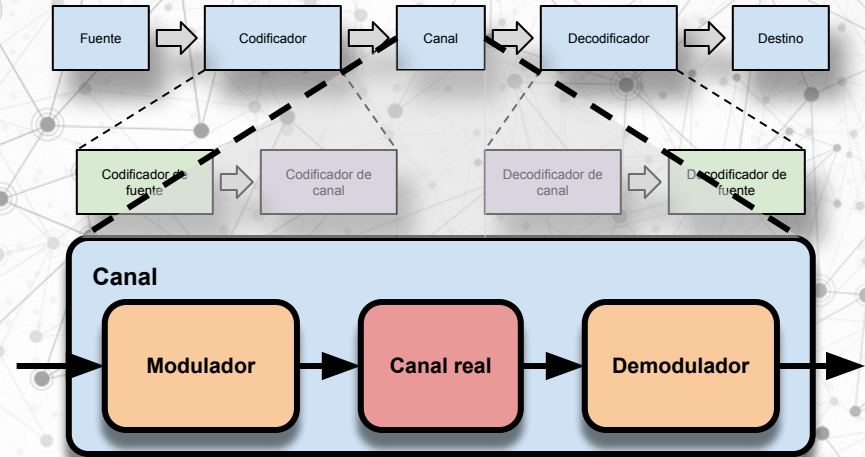 Fuente
Codificador
Canal
Decodificador
Destino
Codificador de
fuente
Codificador de
canal
Decodificador de
canal
Decodificador de
fuente
Canal
Modulador
Canal real
Demodulador